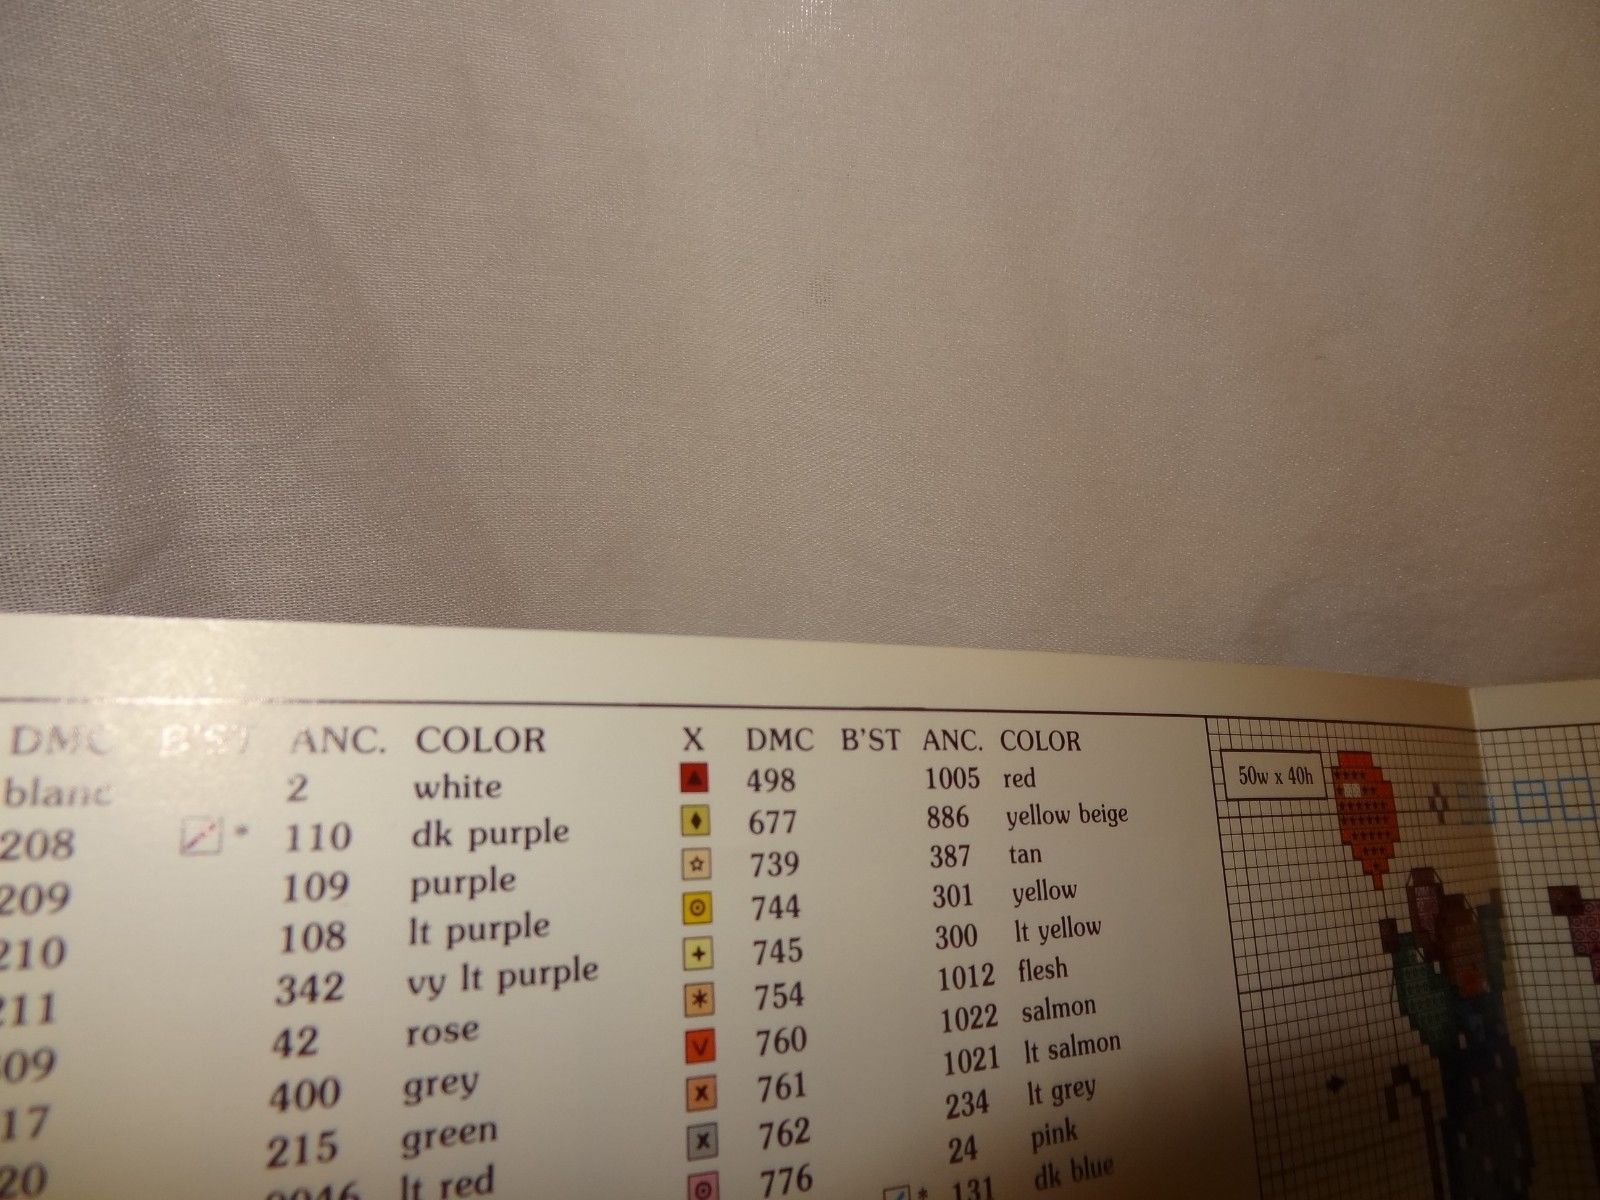 DMC B'ST ANC. COLOR X DMC B'ST ANC. COLOR
blanc 2 white 498 1005 red
208 * 110 dk purple 677 886 yellow beige
209 109 purple 739 387 tan
210 108 lt purple 744 301 yellow
211 342 vy lt purple 745 300 lt yellow
309 42 rose 754 1012 flesh
17 400 grey 760 1022 salmon
20 215 green 761 1021 lt salmon
lt red 762 234 lt grey
776 24 pink
* 131 dk blue
50w x 40h